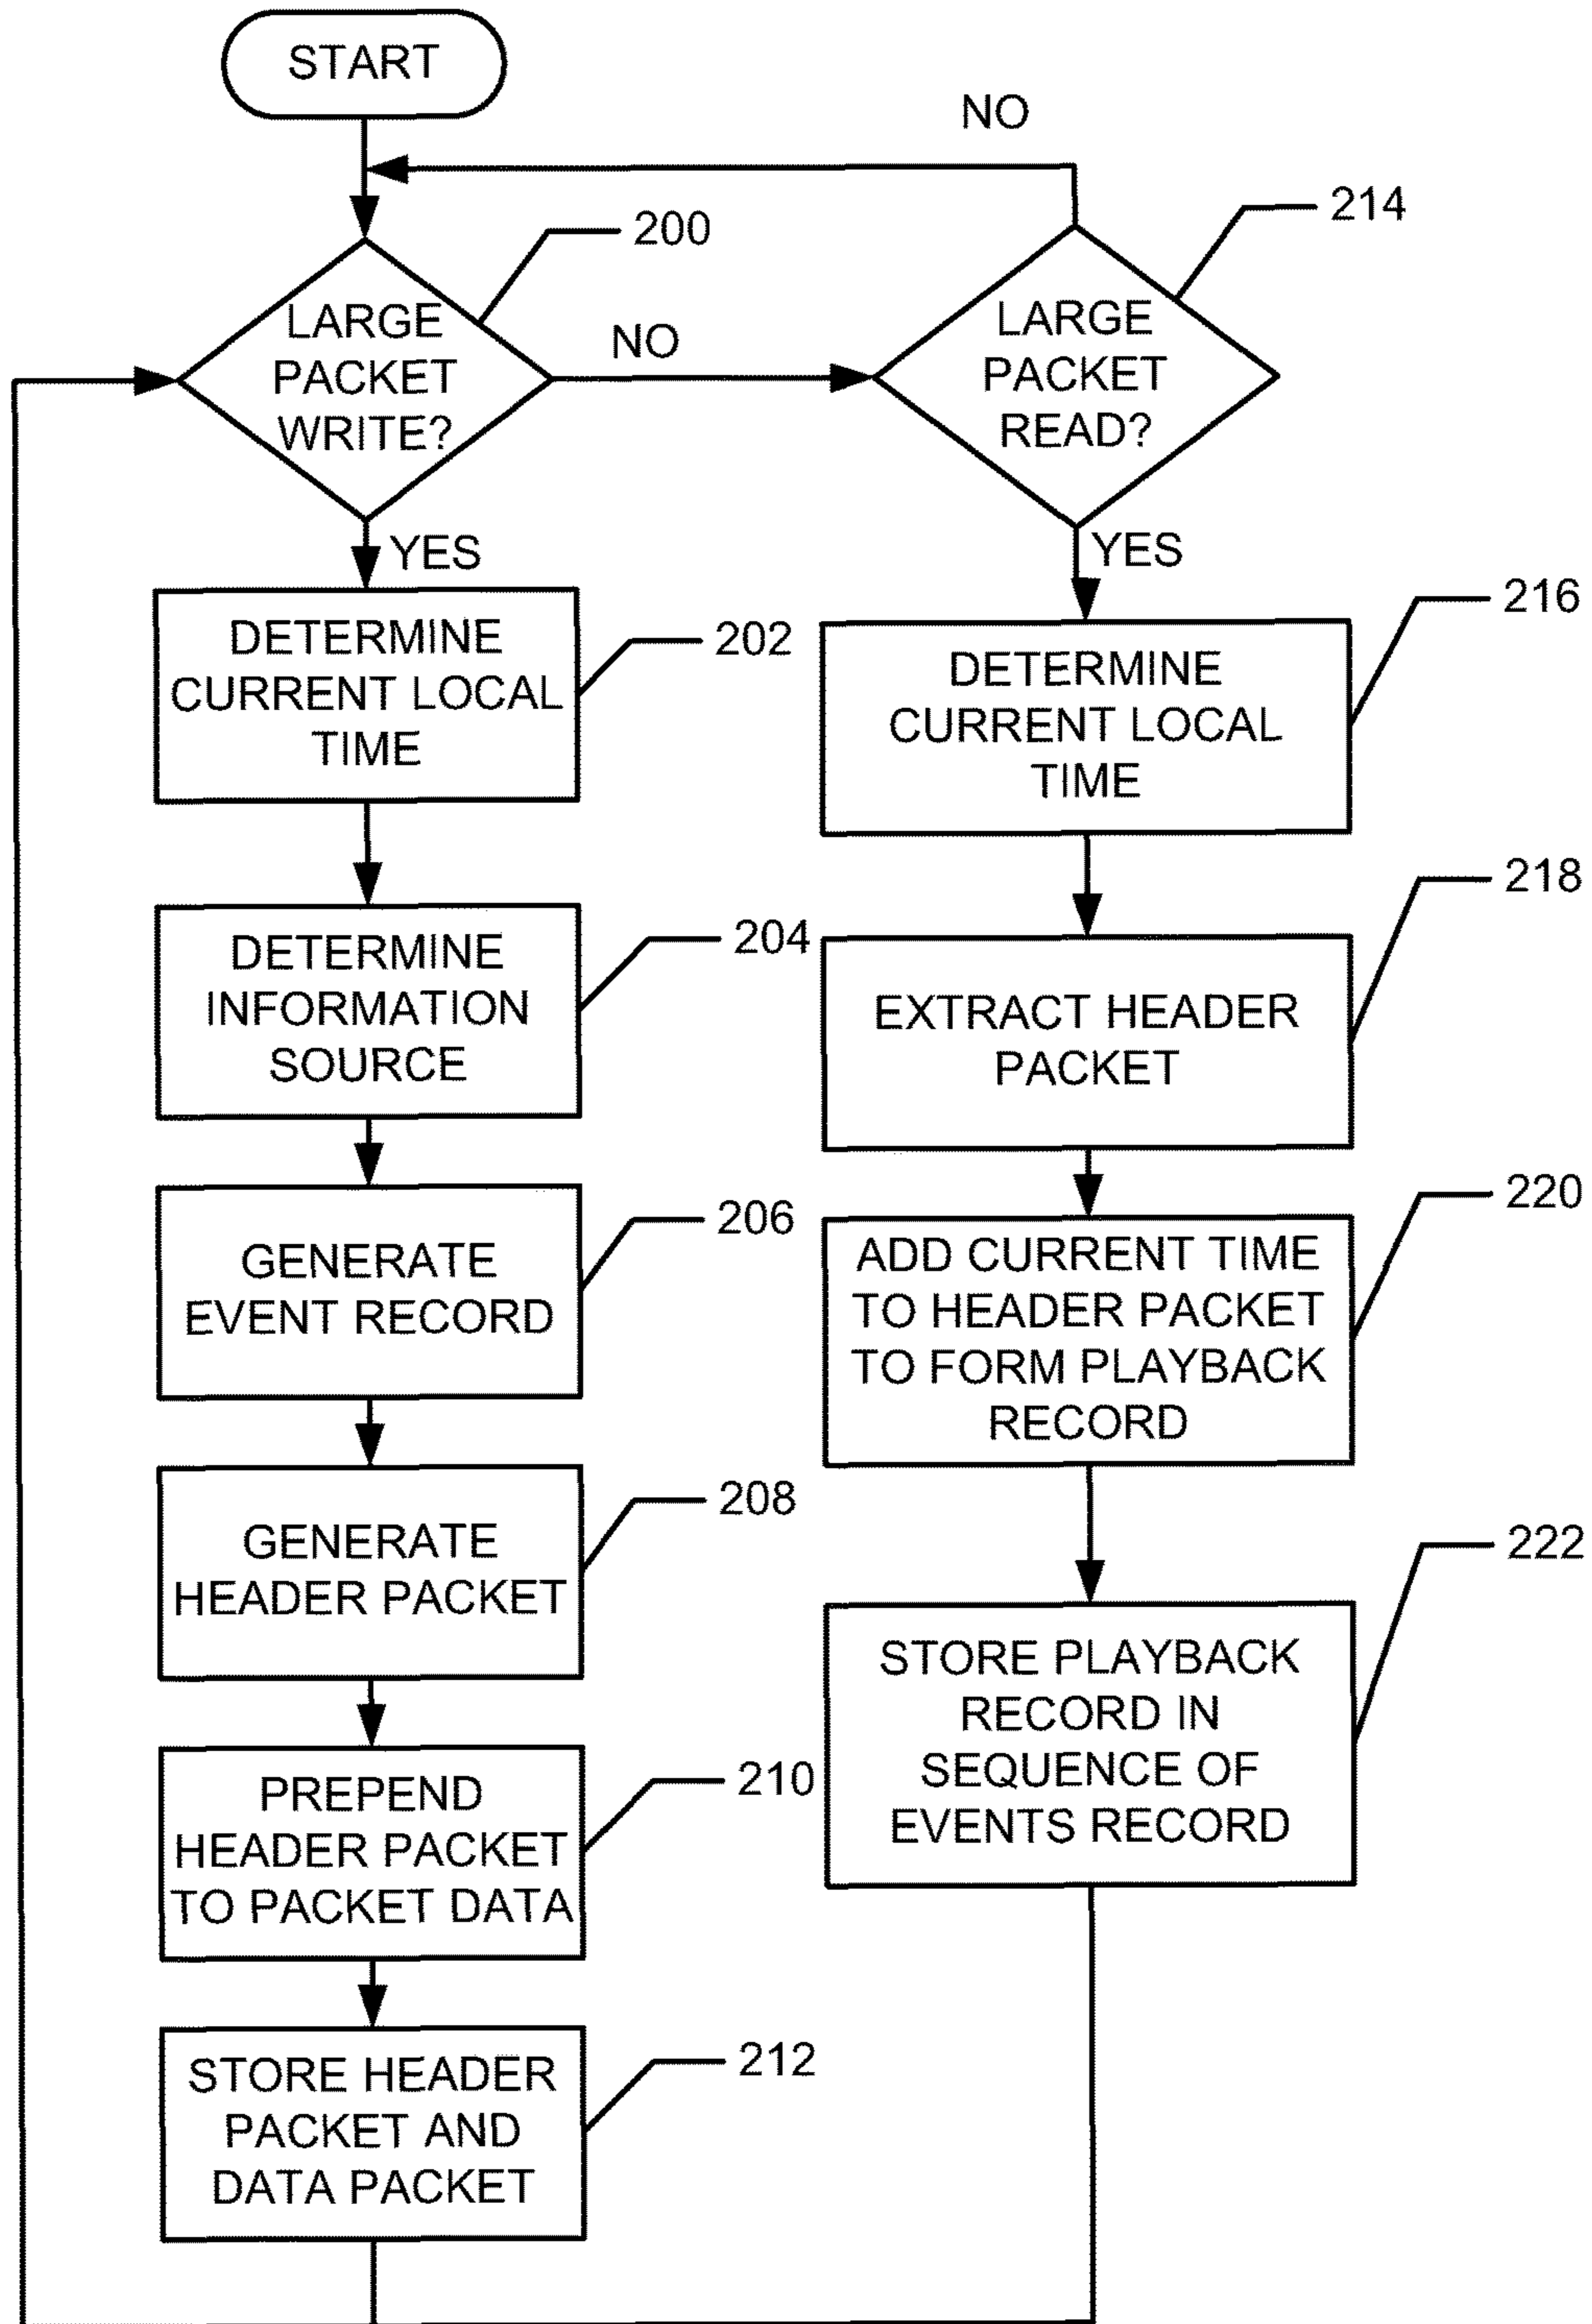 START
NO
200
214
LARGE
PACKET
WRITE?
NO
LARGE
PACKET
READ?
YES
YES
DETERMINE
CURRENT LOCAL
TIME
202
DETERMINE
INFORMATION
SOURCE
204
GENERATE
EVENT RECORD
206
GENERATE
HEADER PACKET
208
PREPEND
HEADER PACKET
TO PACKET DATA
210
STORE HEADER
PACKET AND
DATA PACKET
212
DETERMINE
CURRENT LOCAL
TIME
216
EXTRACT HEADER
PACKET
218
ADD CURRENT TIME
TO HEADER PACKET
TO FORM PLAYBACK
RECORD
220
STORE PLAYBACK
RECORD IN
SEQUENCE OF
EVENTS RECORD
222